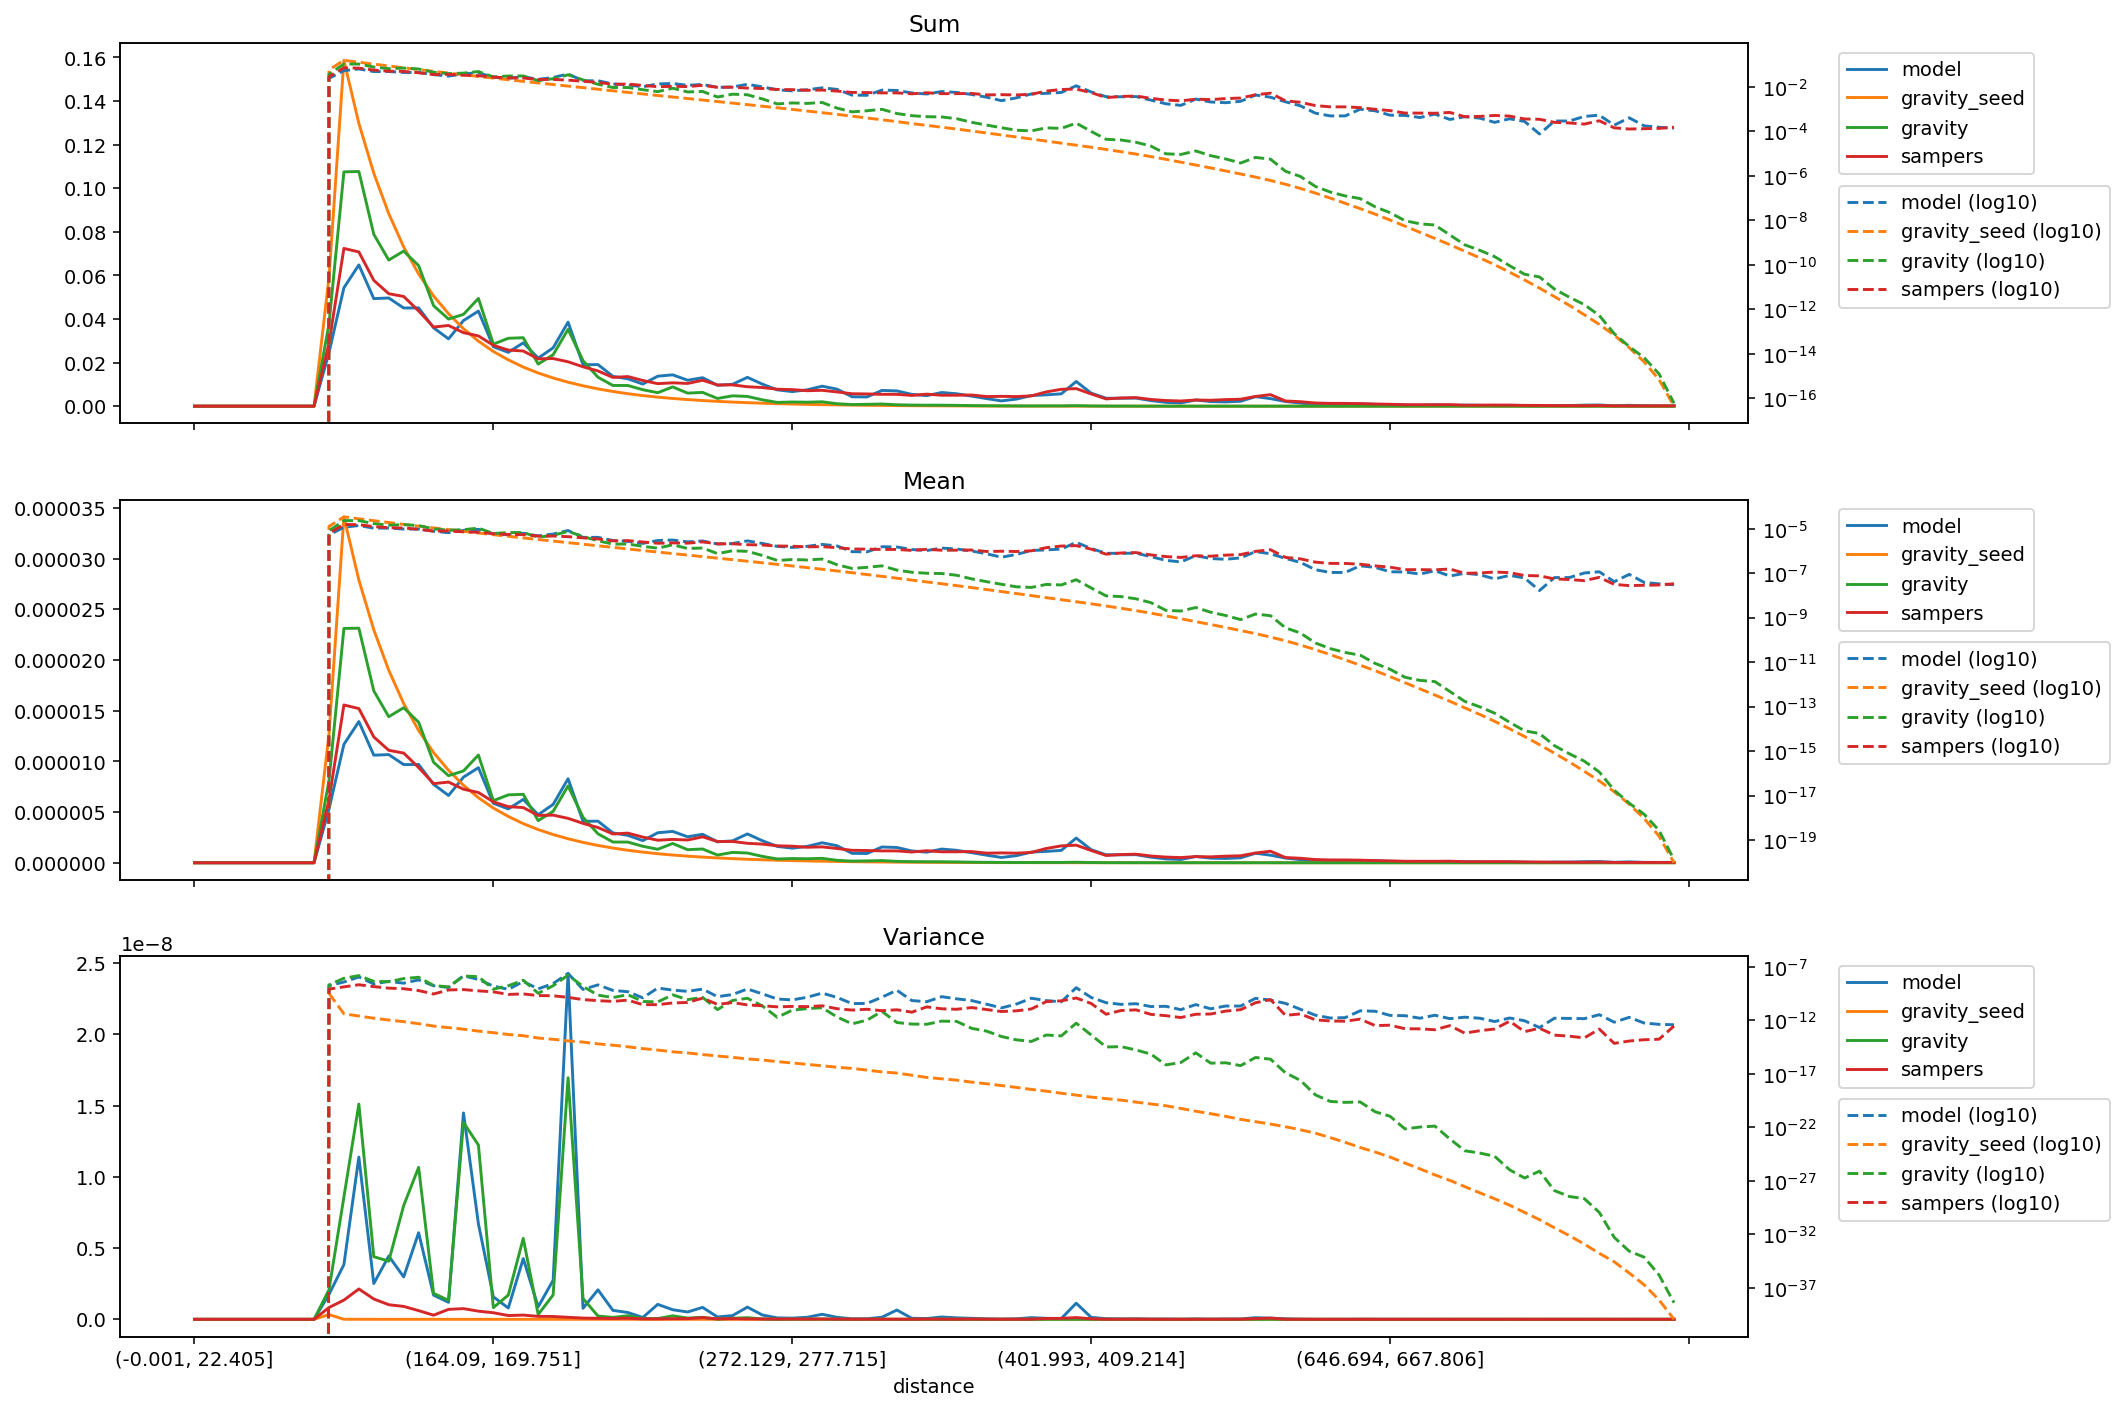 Sum
0.16
0.14
0.12
0.10
0.08
0.06
0.04
0.02
0.00
10−2
10−4
10−6
10−8
10−10
10−12
10−14
10−16
model
gravity_seed
gravity
sampers
model (log10)
gravity_seed (log10)
gravity (log10)
sampers (log10)
Mean
0.000035
0.000030
0.000025
0.000020
0.000015
0.000010
0.000005
0.000000
10−5
10−7
10−9
10−11
10−13
10−15
10−17
10−19
model
gravity_seed
gravity
sampers
model (log10)
gravity_seed (log10)
gravity (log10)
sampers (log10)
Variance
1e−8
2.5
2.0
1.5
1.0
0.5
0.0
10−7
10−12
10−17
10−22
10−27
10−32
10−37
model
gravity_seed
gravity
sampers
model (log10)
gravity_seed (log10)
gravity (log10)
sampers (log10)
(-0.001, 22.405] (164.09, 169.751] (272.129, 277.715] (401.993, 409.214] (646.694, 667.806]
distance